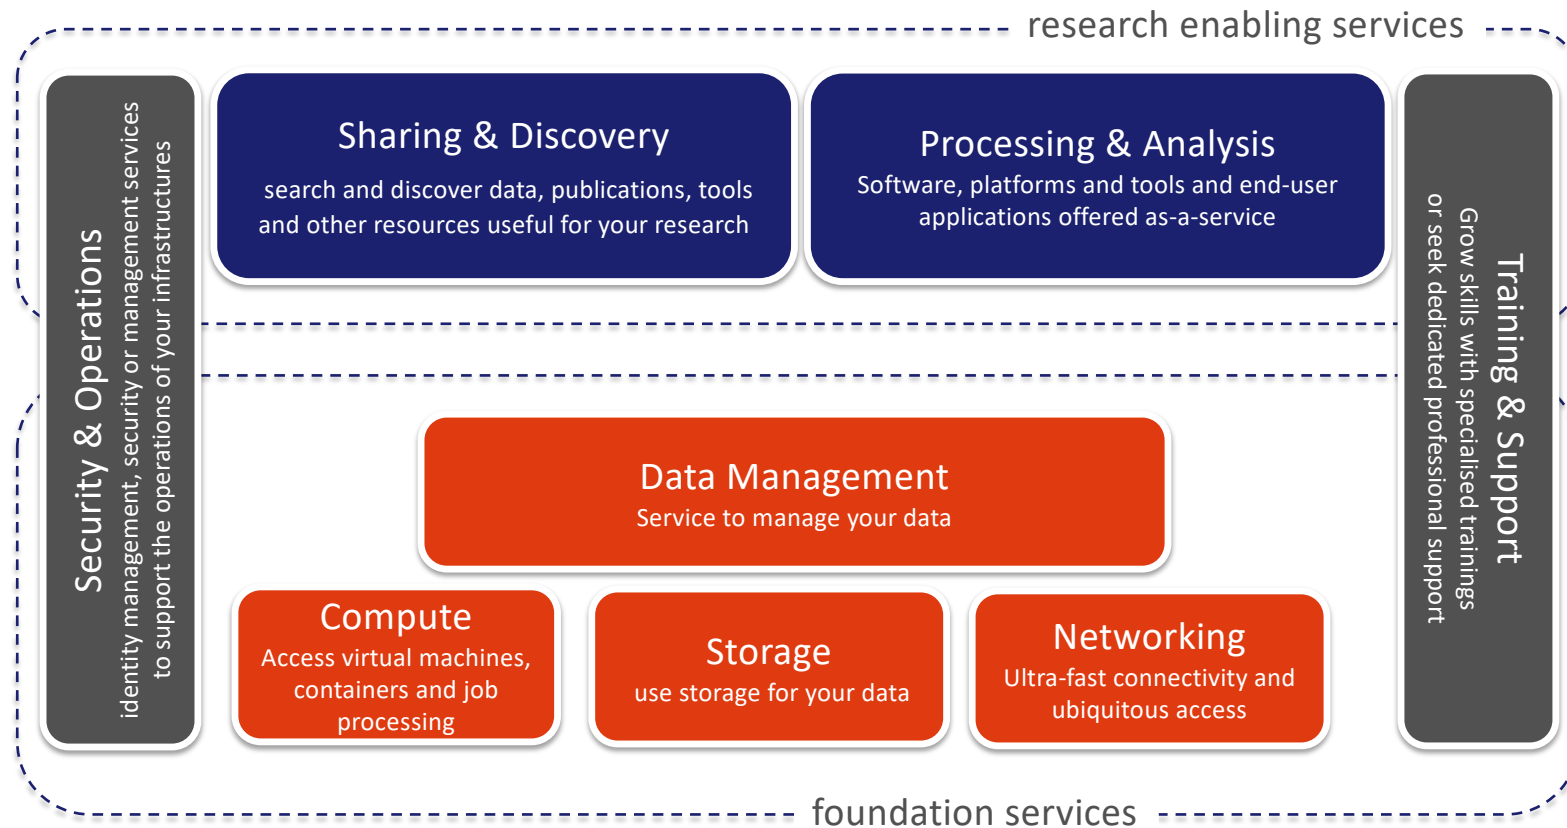 research enabling services
Security & Operations
identity management, security or management services
to support the operations of your infrastructures
Sharing & Discovery
search and discover data, publications, tools
and other resources useful for your research
Processing & Analysis
Software, platforms and tools and end-user
applications offered as-a-service
Training & Support
Grow skills with specialised trainings
or seek dedicated professional support
Data Management
Service to manage your data
Compute
Access virtual machines,
containers and job
processing
Storage
use storage for your data
Networking
Ultra-fast connectivity and
ubiquitous access
foundation services